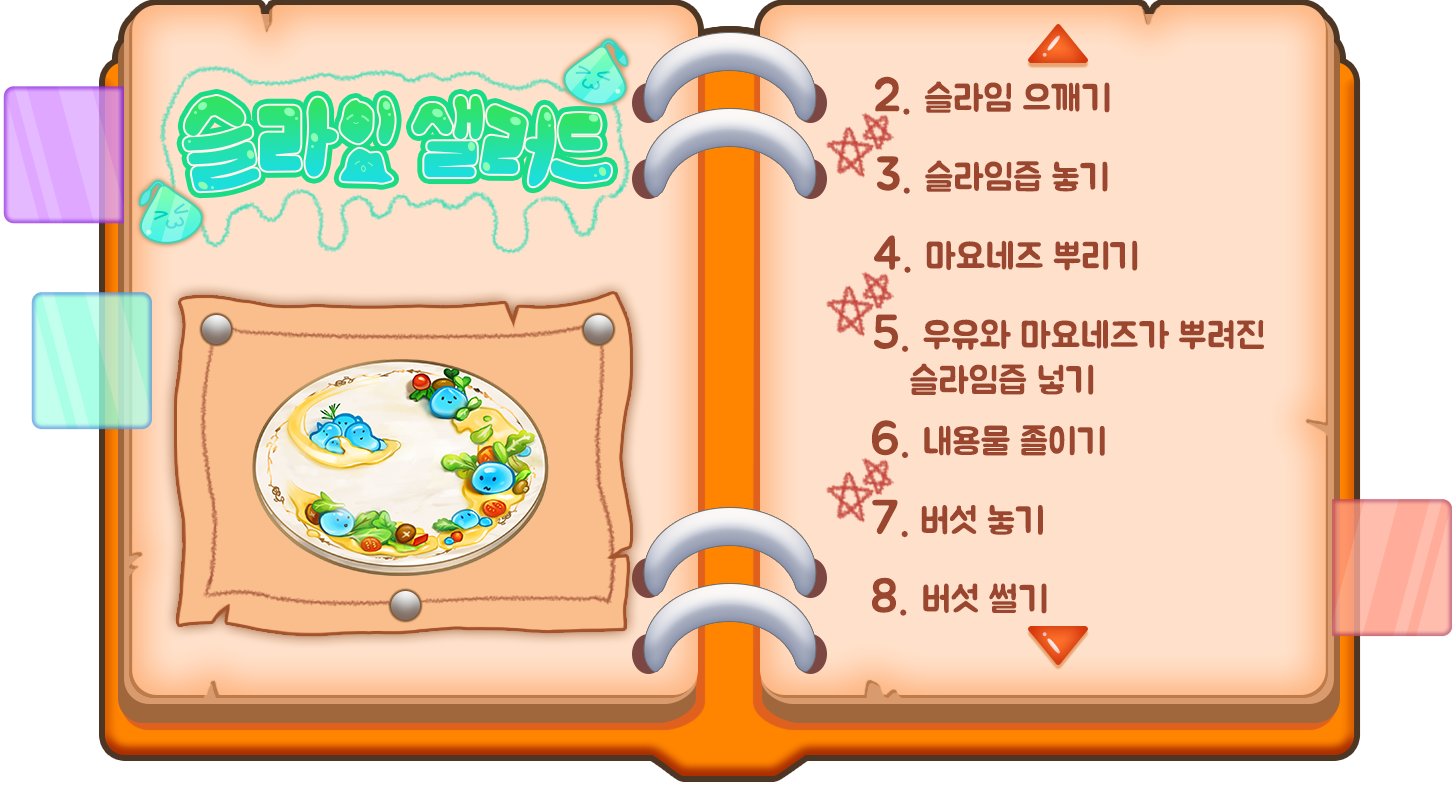 슬라임 샐러드
2. 슬라임 으깨기
3. 슬라임즙 놓기
4. 마요네즈 뿌리기
5. 우유와 마요네즈가 뿌려진
슬라임즙 넣기
6. 내용물 졸이기
7. 버섯 놓기
8. 버섯 썰기